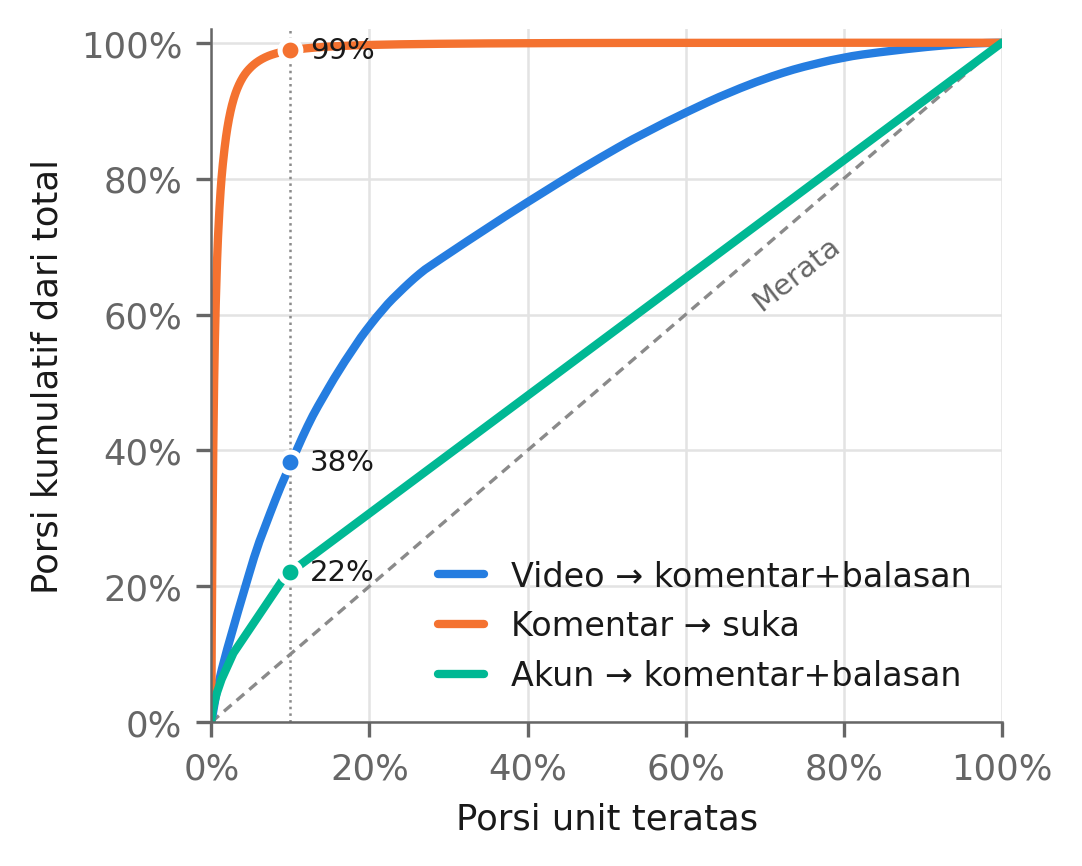 100%
80%
60%
40%
20%
0%
Porsi kumulatif dari total
99%
38%
22%
Merata
Video → komentar+balasan
Komentar → suka
Akun → komentar+balasan
0%
20%
40%
60%
80%
100%
Porsi unit teratas